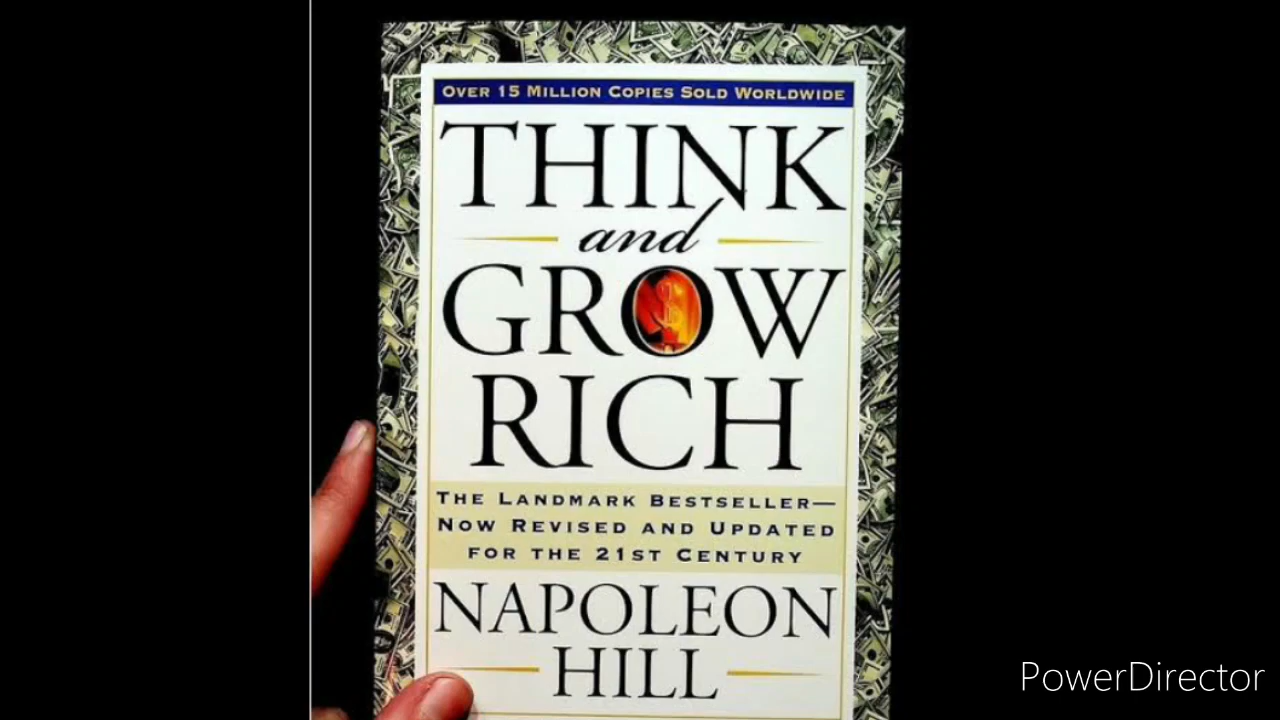 OVER 15 MILLION COPIES SOLD WORLDWIDE
THINK
and
GROW
RICH
THE LANDMARK BESTSELLER—
NOW REVISED AND UPDATED
FOR THE 21ST CENTURY
NAPOLEON
HILL
PowerDirector